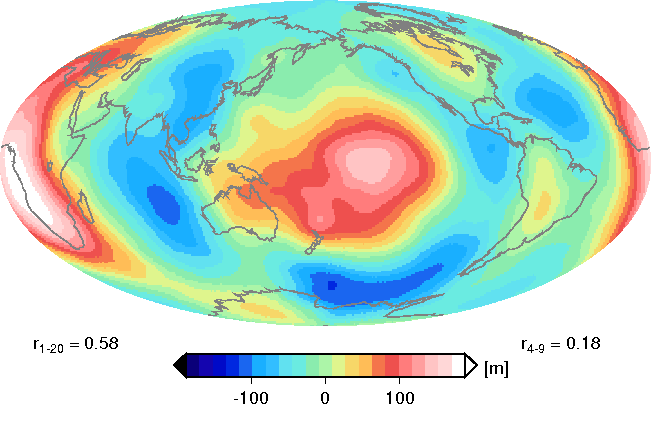 r1-20 = 0.58
r4-9 = 0.18
[m]
-100 0 100